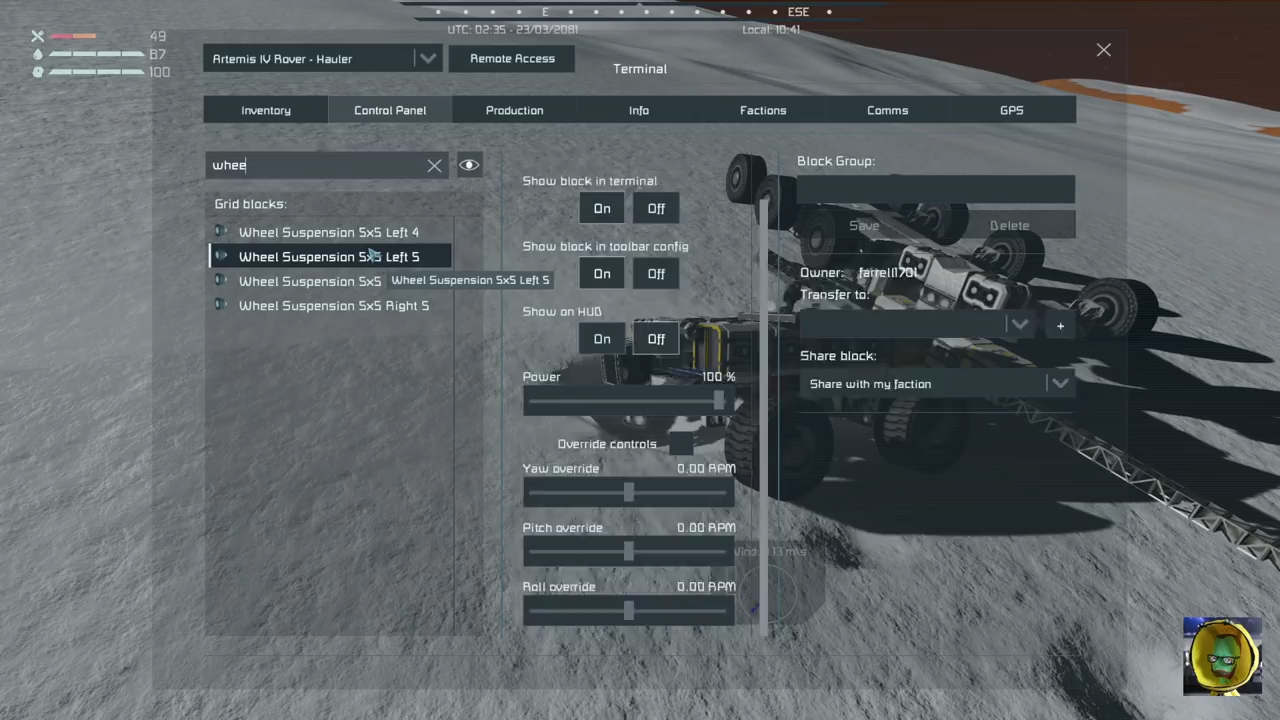 E
ESE
UTC: 02:35 - 23/03/2081
Local: 10:41
49
87
100
Artemis IV Rover - Hauler
Remote Access
Terminal
Inventory
Control Panel
Production
Info
Factions
Comms
GPS
whee
Grid blocks:
Wheel Suspension 5x5 Left 4
Wheel Suspension 5x5 Left 5
Wheel Suspension 5x5
Wheel Suspension 5x5 Left 5
Wheel Suspension 5x5 Right 5
Show block in terminal
On
Off
Show block in toolbar config
On
Off
Show on HUD
On
Off
Power
100 %
Override controls
Yaw override
0.00 RPM
Pitch override
0.00 RPM
Roll override
0.00 RPM
Block Group:
Save
Delete
Owner: farrell1701
Transfer to:
+
Share block:
Share with my faction